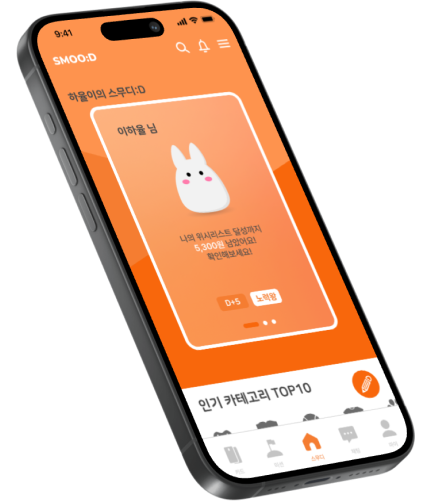 9:41
SMOO:D
하율이의 스무디:D
이하율 님
나의 위시리스트 달성까지
5,300원 남았어요!
확인해보세요!
D+5 노력왕
인기 카테고리 TOP10
스무디